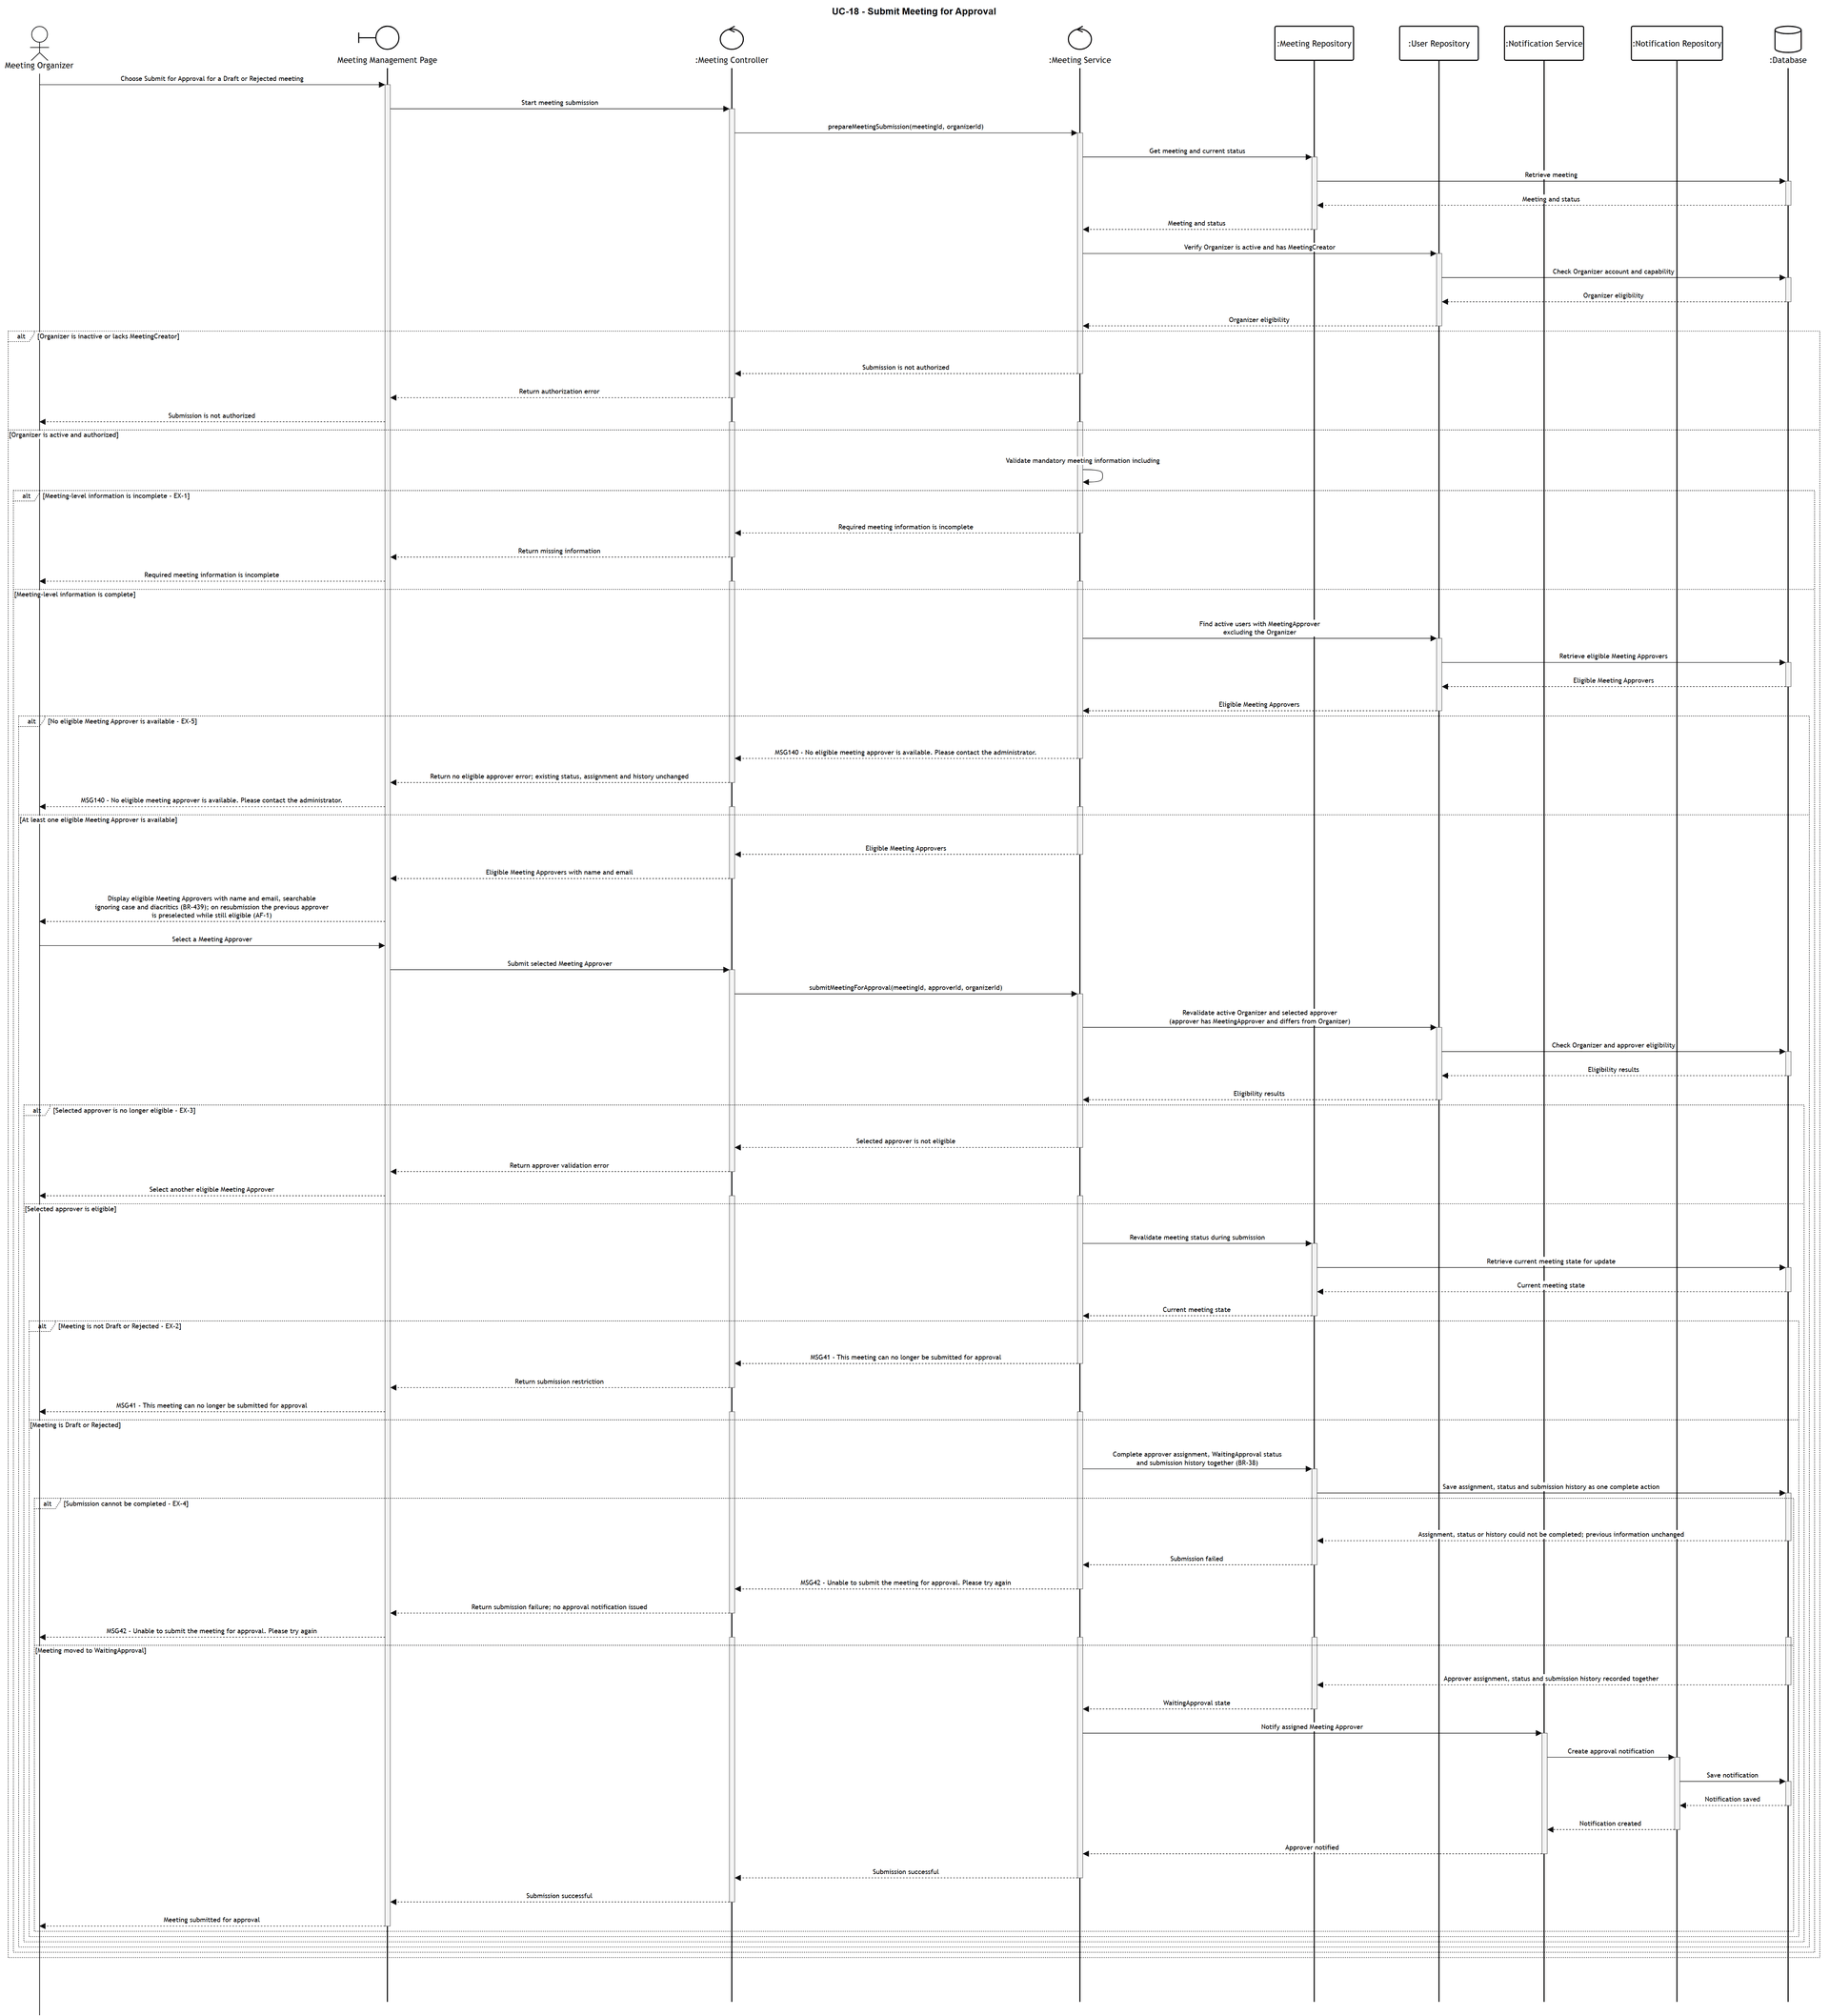 UC-18 - Submit Meeting for Approval
Meeting Organizer
Meeting Management Page
:Meeting Controller
:Meeting Service
:Meeting Repository
:User Repository
:Notification Service
:Notification Repository
:Database
Choose Submit for Approval for a Draft or Rejected meeting
Start meeting submission
prepareMeetingSubmission(meetingId, organizerId)
Get meeting and current status
Retrieve meeting
Meeting and status
Meeting and status
Verify Organizer is active and has MeetingCreator
Check Organizer account and capability
Organizer eligibility
Organizer eligibility
alt
[Organizer is inactive or lacks MeetingCreator]
Submission is not authorized
Return authorization error
Submission is not authorized
[Organizer is active and authorized]
Validate mandatory meeting information including
alt
[Meeting-level information is incomplete - EX-1]
Required meeting information is incomplete
Return missing information
Required meeting information is incomplete
[Meeting-level information is complete]
Find active users with MeetingApprover
excluding the Organizer
Retrieve eligible Meeting Approvers
Eligible Meeting Approvers
Eligible Meeting Approvers
alt
[No eligible Meeting Approver is available - EX-5]
MSG140 - No eligible meeting approver is available. Please contact the administrator.
Return no eligible approver error; existing status, assignment and history unchanged
MSG140 - No eligible meeting approver is available. Please contact the administrator.
[At least one eligible Meeting Approver is available]
Eligible Meeting Approvers
Eligible Meeting Approvers with name and email
Display eligible Meeting Approvers with name and email, searchable
ignoring case and diacritics (BR-439); on resubmission the previous approver
is preselected while still eligible (AF-1)
Select a Meeting Approver
Submit selected Meeting Approver
submitMeetingForApproval(meetingId, approverId, organizerId)
Revalidate active Organizer and selected approver
(approver has MeetingApprover and differs from Organizer)
Check Organizer and approver eligibility
Eligibility results
Eligibility results
alt
[Selected approver is no longer eligible - EX-3]
Selected approver is not eligible
Return approver validation error
Select another eligible Meeting Approver
[Selected approver is eligible]
Revalidate meeting status during submission
Retrieve current meeting state for update
Current meeting state
Current meeting state
alt
[Meeting is not Draft or Rejected - EX-2]
MSG41 - This meeting can no longer be submitted for approval
Return submission restriction
MSG41 - This meeting can no longer be submitted for approval
[Meeting is Draft or Rejected]
Complete approver assignment, WaitingApproval status
and submission history together (BR-38)
Save assignment, status and submission history as one complete action
alt
[Submission cannot be completed - EX-4]
Assignment, status or history could not be completed; previous information unchanged
Submission failed
MSG42 - Unable to submit the meeting for approval. Please try again
Return submission failure; no approval notification issued
MSG42 - Unable to submit the meeting for approval. Please try again
[Meeting moved to WaitingApproval]
Approver assignment, status and submission history recorded together
WaitingApproval state
Notify assigned Meeting Approver
Create approval notification
Save notification
Notification saved
Notification created
Approver notified
Submission successful
Submission successful
Meeting submitted for approval